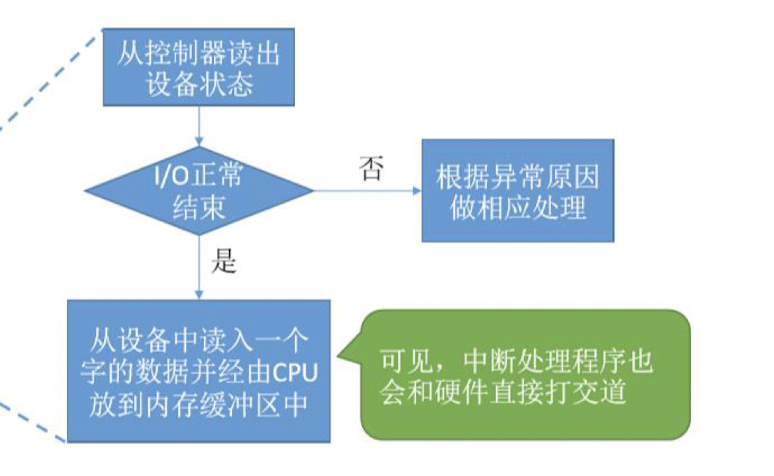 从控制器读出
设备状态
I/O正常
结束
否
根据异常原因
做相应处理
是
从设备中读入一个
字的数据并经由CPU
放到内存缓冲区中
可见，中断处理程序也
会和硬件直接打交道